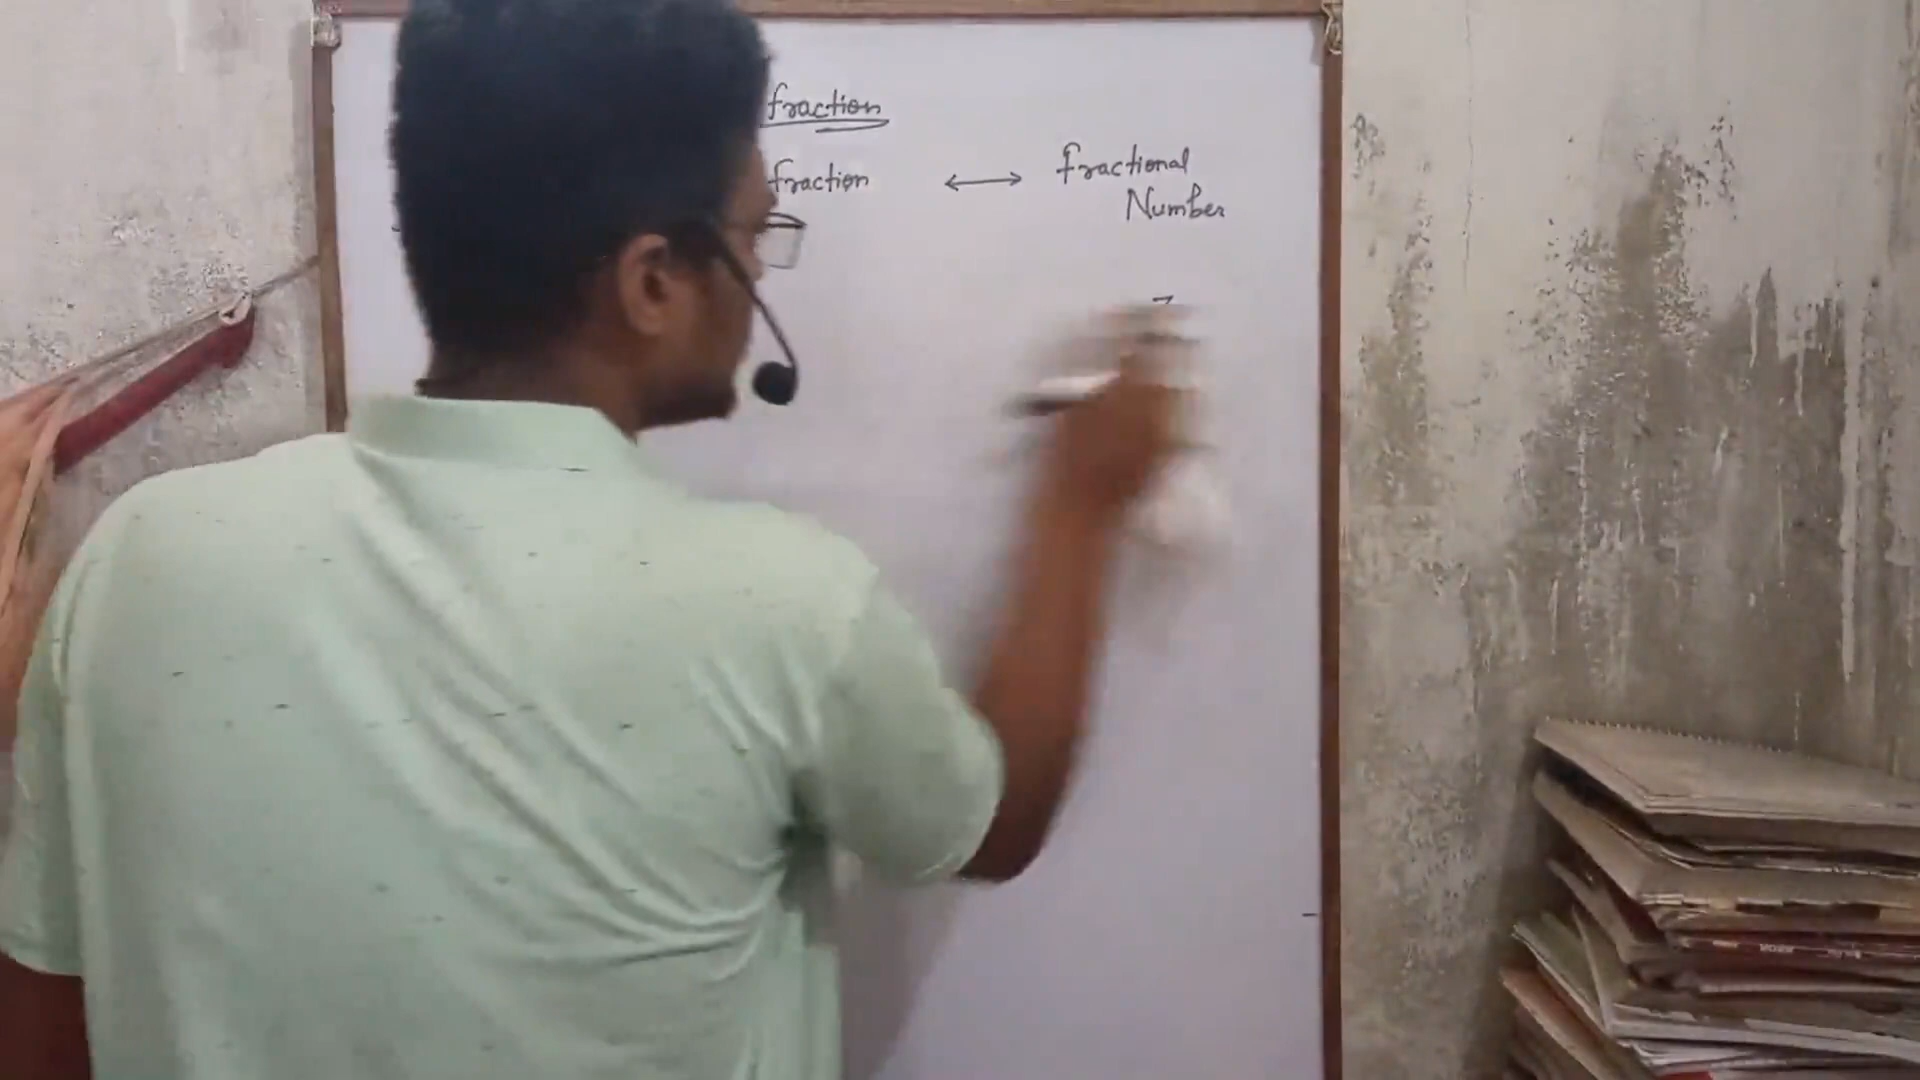 fraction
fraction ↔ fractional
Number